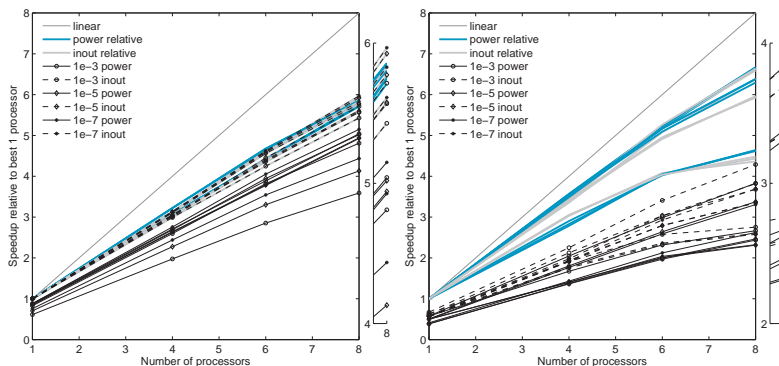 8
7
6
5
4
3
2
1
0
1 2 3 4 5 6 7 8
Number of processors
Speedup relative to best 1 processor
linear
power relative
inout relative
1e−3 power
1e−3 inout
1e−5 power
1e−5 inout
1e−7 power
1e−7 inout
6
5
4
8
8
7
6
5
4
3
2
1
0
1 2 3 4 5 6 7 8
Number of processors
Speedup relative to best 1 processor
linear
power relative
inout relative
1e−3 power
1e−3 inout
1e−5 power
1e−5 inout
1e−7 power
1e−7 inout
4
3
2
8